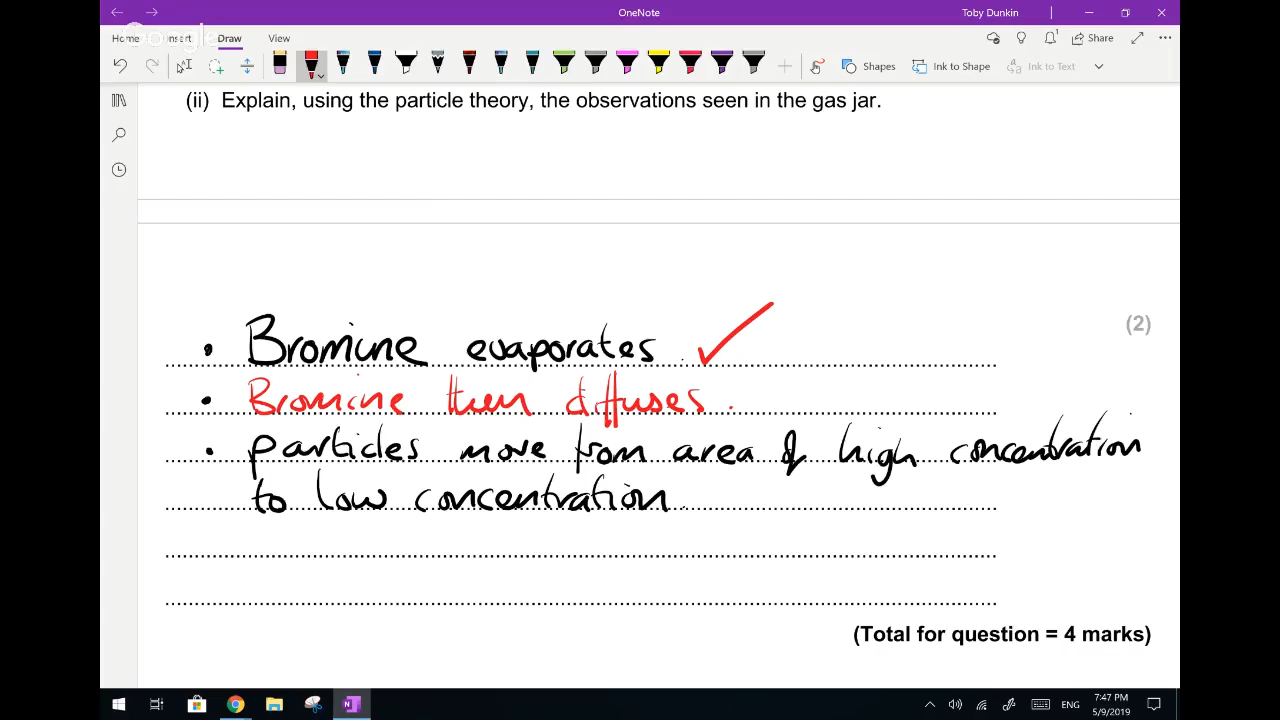 OneNote
Toby Dunkin
Google
Home Insert Draw View
Share
Shapes Ink to Shape Ink to Text
(ii) Explain, using the particle theory, the observations seen in the gas jar.
(2)
• Bromine evaporates.
• Bromine then diffuses.
• particles move from area of high concentration
to low concentration.
(Total for question = 4 marks)
ENG
7:47 PM
5/9/2019